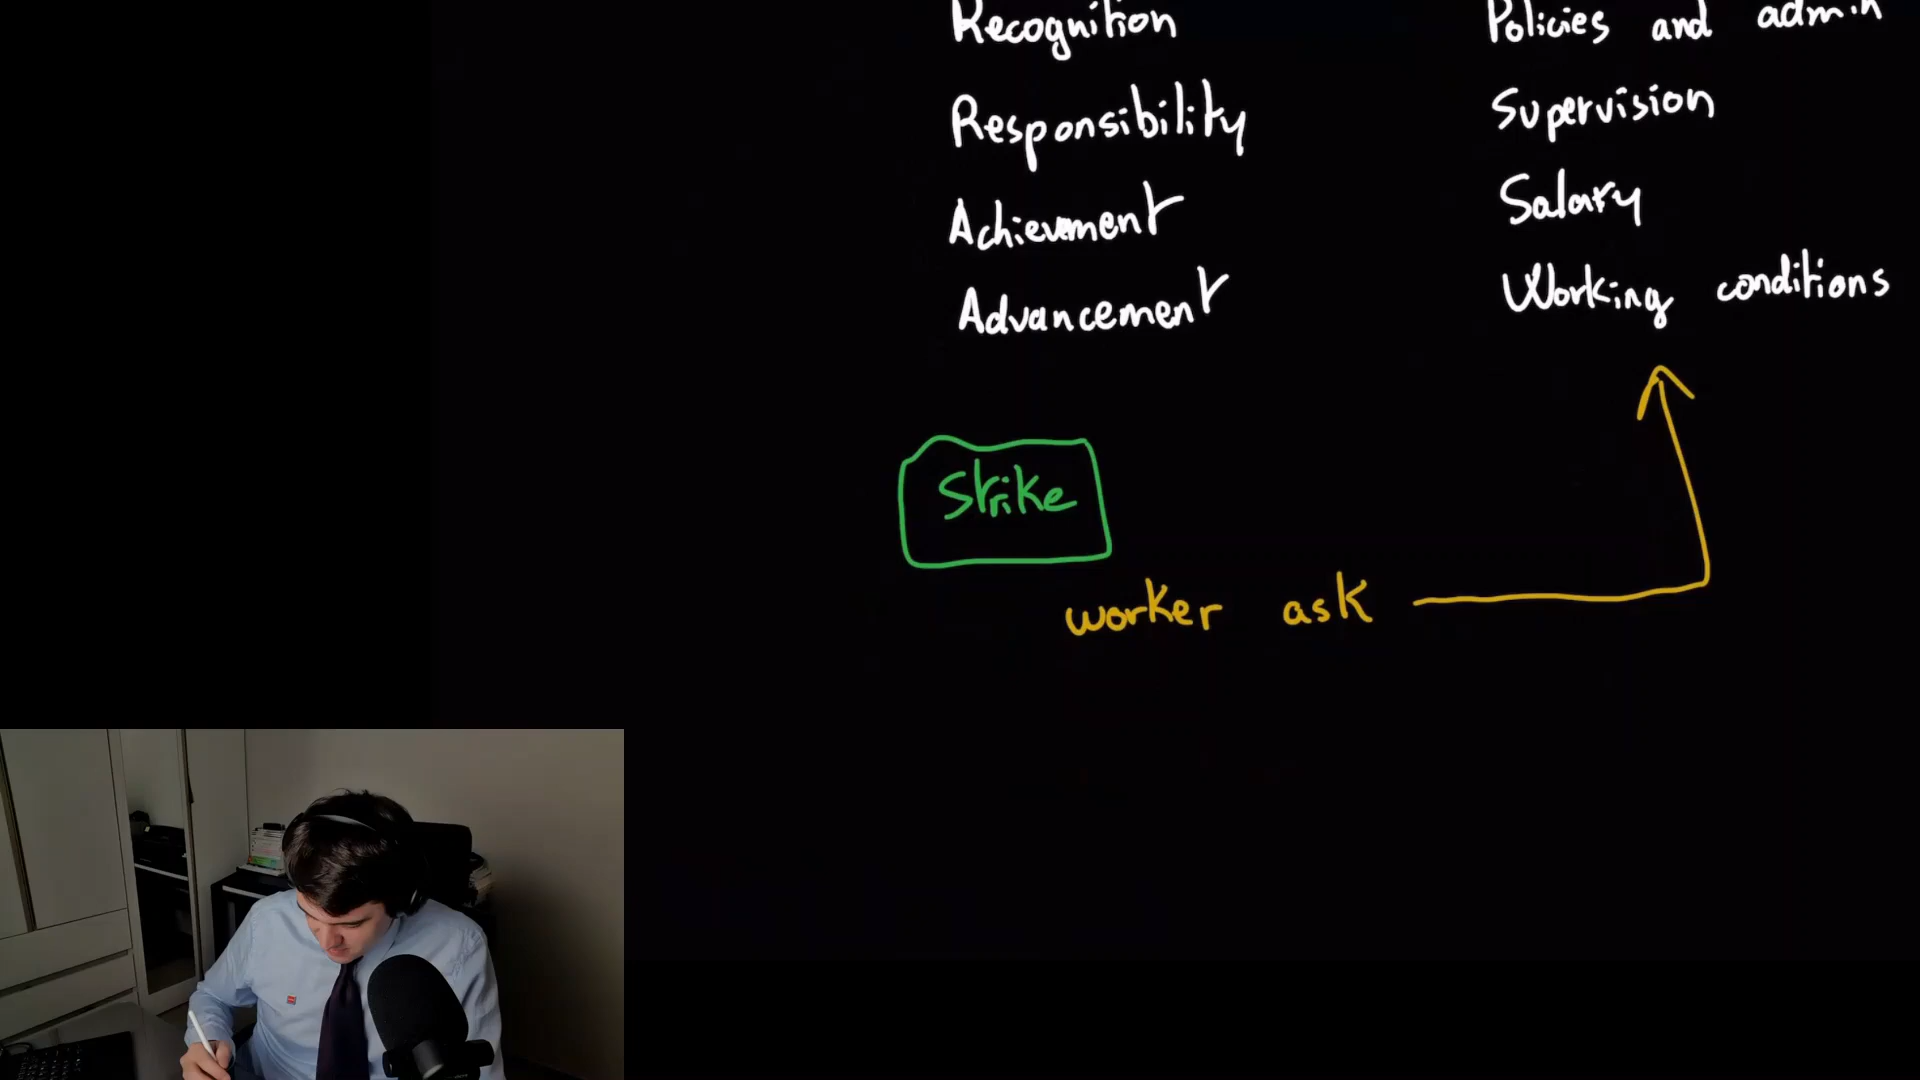 Recognition
Responsibility
Achievement
Advancement
Policies and admin
Supervision
Salary
Working conditions
Strike
worker ask